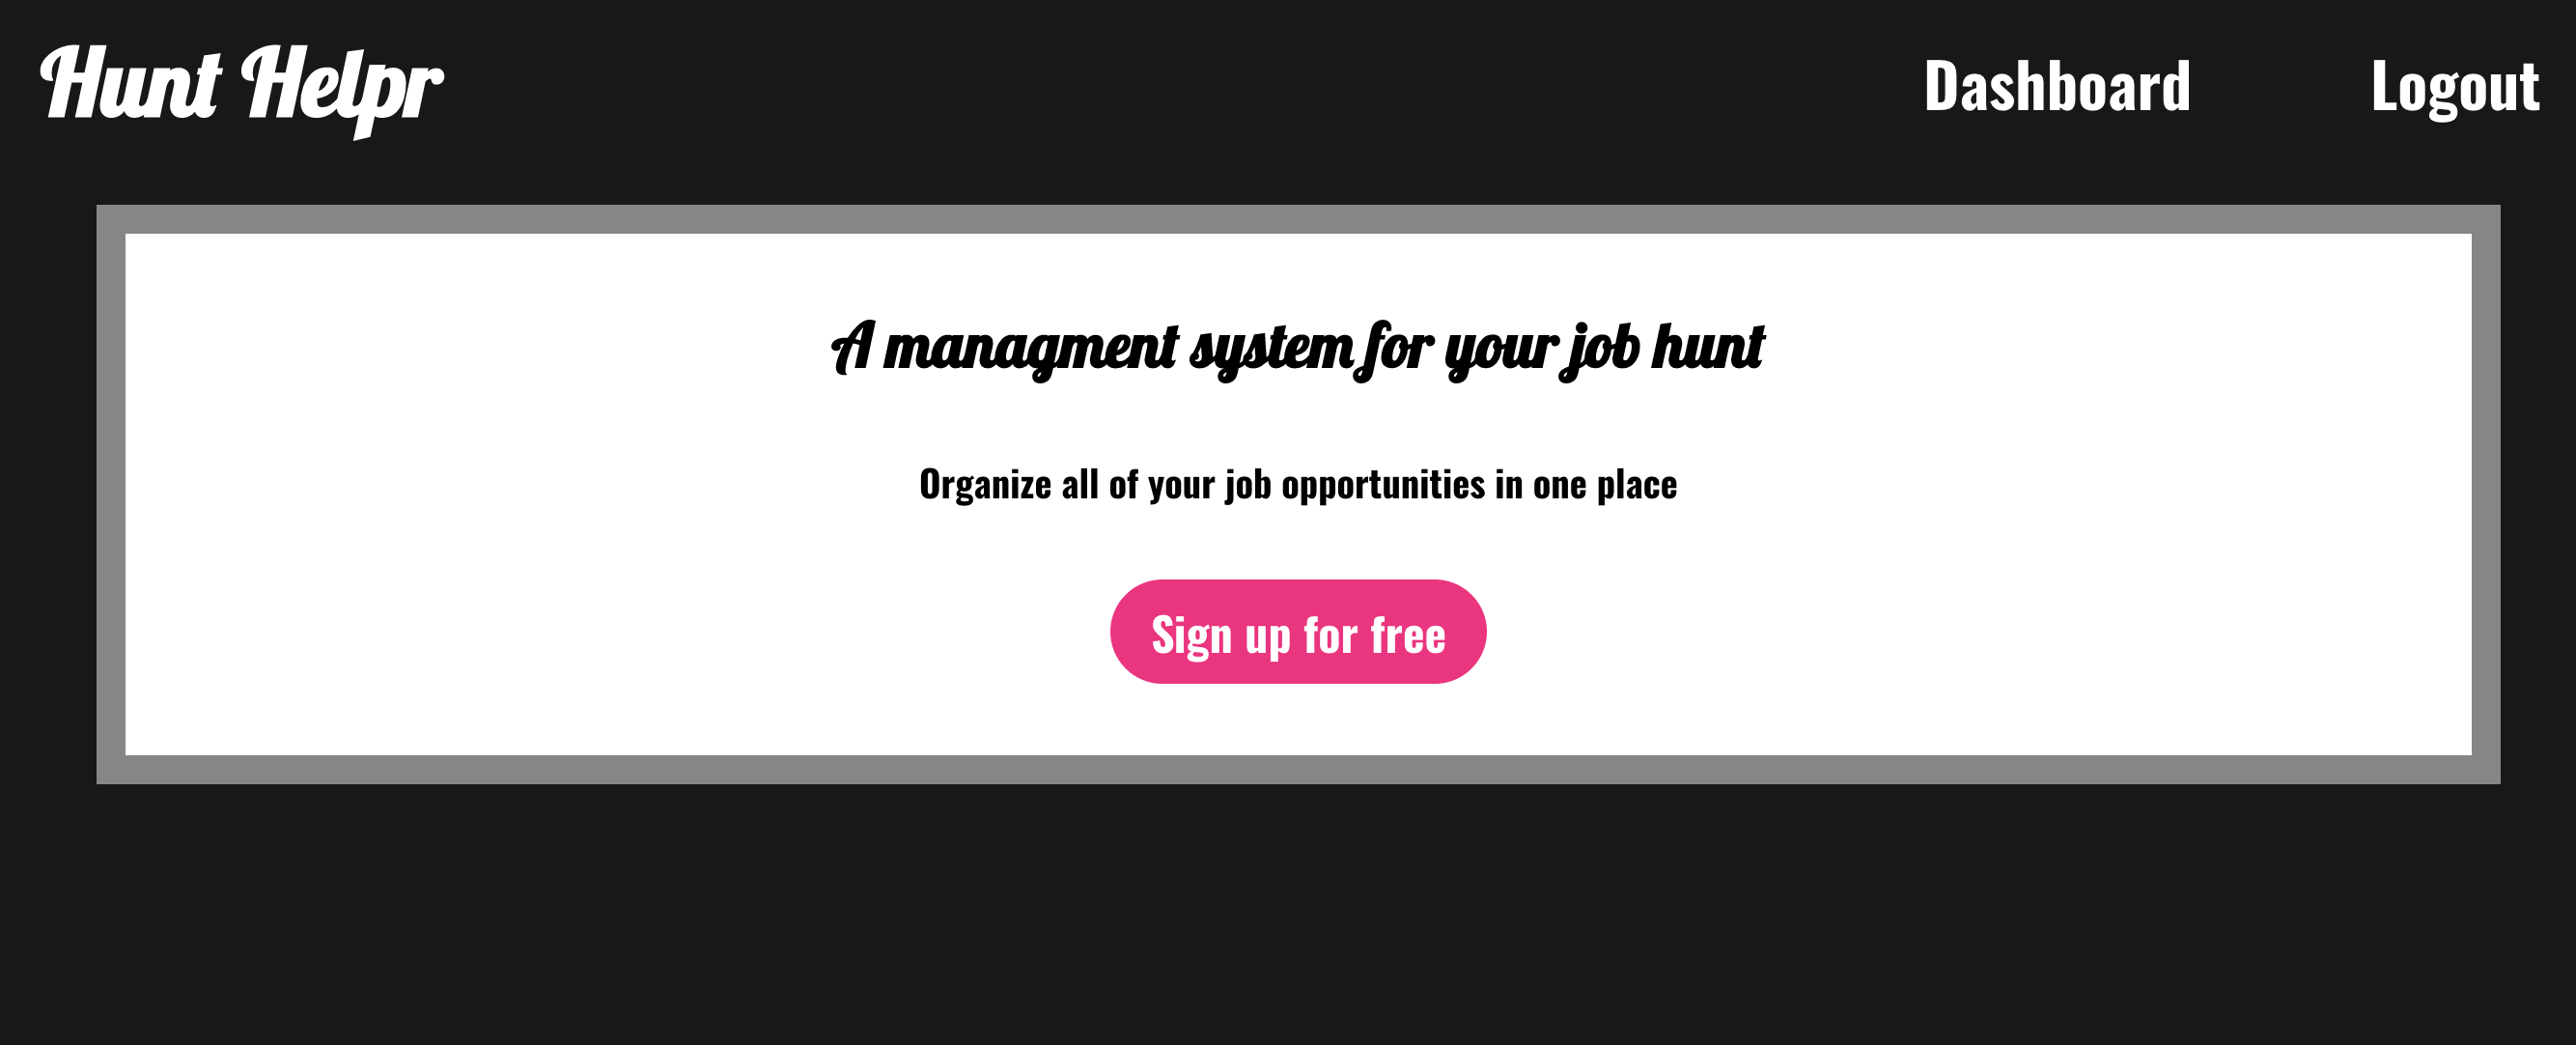 Hunt Helpr
Dashboard
Logout
A managment system for your job hunt
Organize all of your job opportunities in one place
Sign up for free